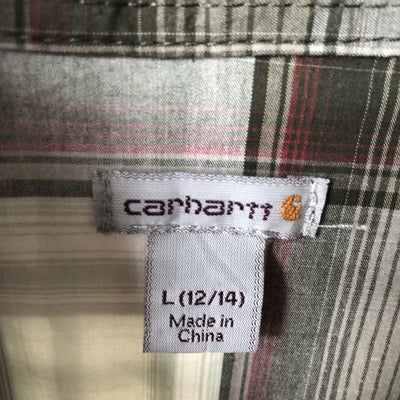 carhartt
L (12/14)
Made in
China